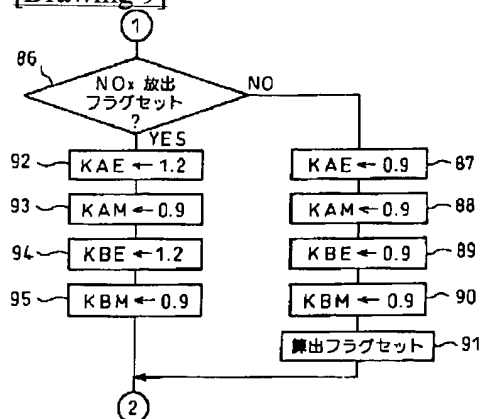 [Drawing 9]
1
86
NOx 放出
フラグセット
?
NO
YES
92 KAE ← 1.2
KAE ← 0.9 87
93 KAM ← 0.9
KAM ← 0.9 88
94 KBE ← 1.2
KBE ← 0.9 89
95 KBM ← 0.9
KBM ← 0.9 90
算出フラグセット 91
2